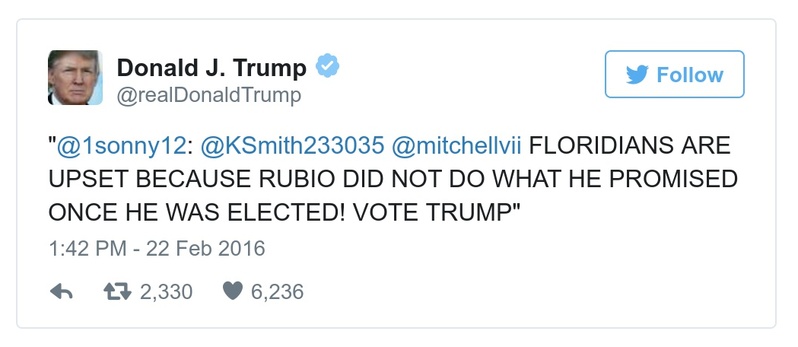 Donald J. Trump
@realDonaldTrump
Follow
"@1sonny12: @KSmith233035 @mitchellvii FLORIDIANS ARE
UPSET BECAUSE RUBIO DID NOT DO WHAT HE PROMISED
ONCE HE WAS ELECTED! VOTE TRUMP"
1:42 PM - 22 Feb 2016
2,330 6,236